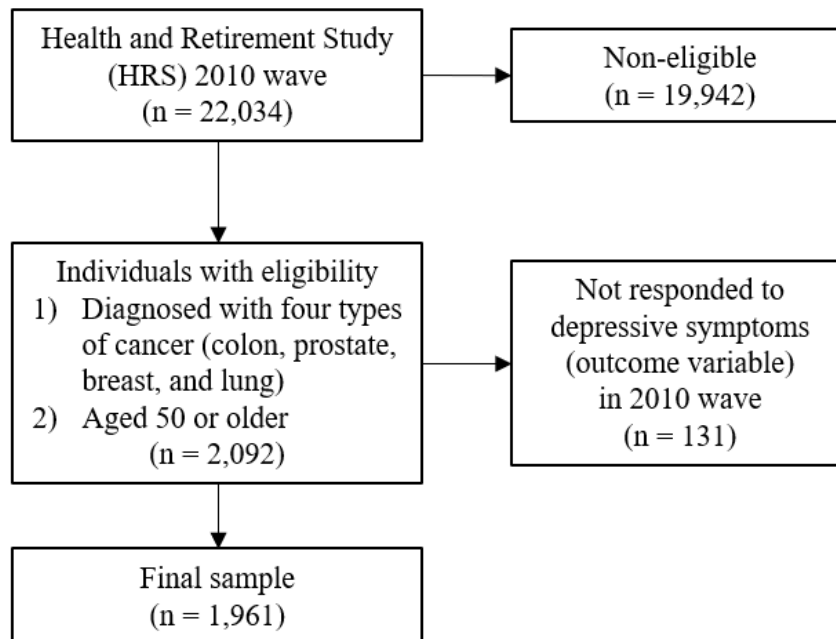 Health and Retirement Study
(HRS) 2010 wave
(n = 22,034)
Non-eligible
(n = 19,942)
Individuals with eligibility
1) Diagnosed with four types
of cancer (colon, prostate,
breast, and lung)
2) Aged 50 or older
(n = 2,092)
Not responded to
depressive symptoms
(outcome variable)
in 2010 wave
(n = 131)
Final sample
(n = 1,961)